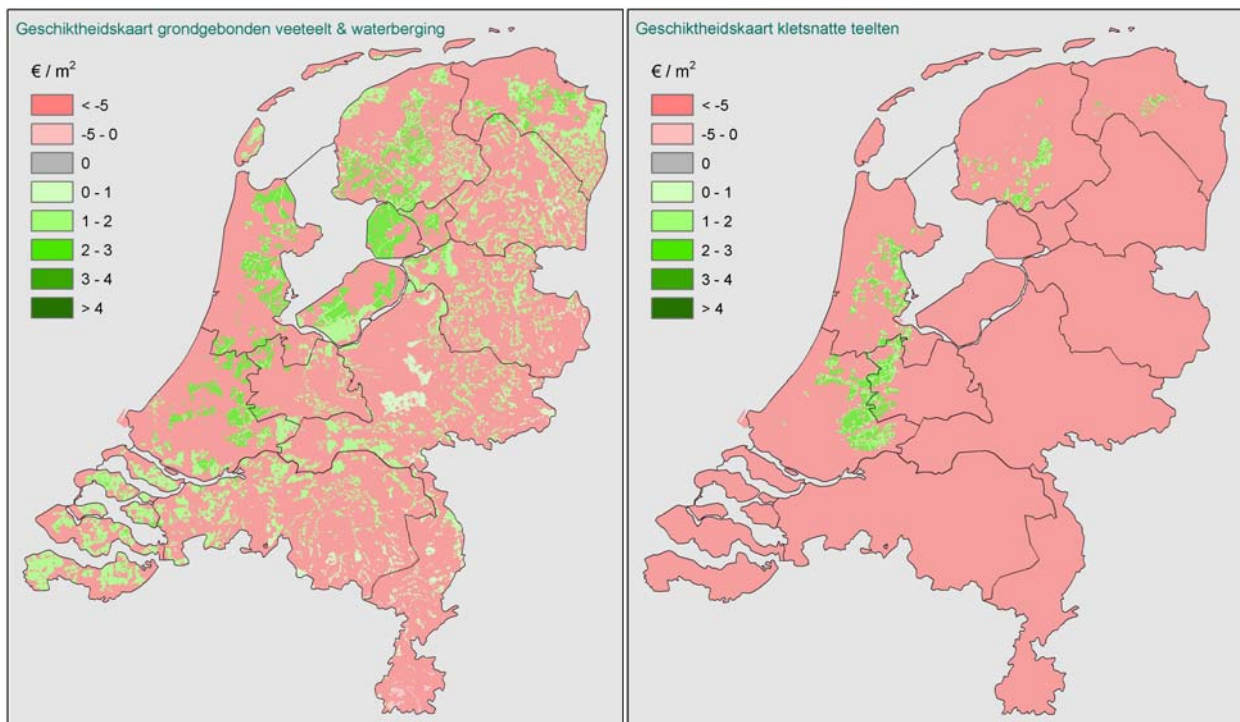 Geschiktheidskaart grondgebonden veeteelt & waterberging
€ / m²
< -5
-5 - 0
0
0 - 1
1 - 2
2 - 3
3 - 4
> 4
Geschiktheidskaart kletsnatte teelten
€ / m²
< -5
-5 - 0
0
0 - 1
1 - 2
2 - 3
3 - 4
> 4